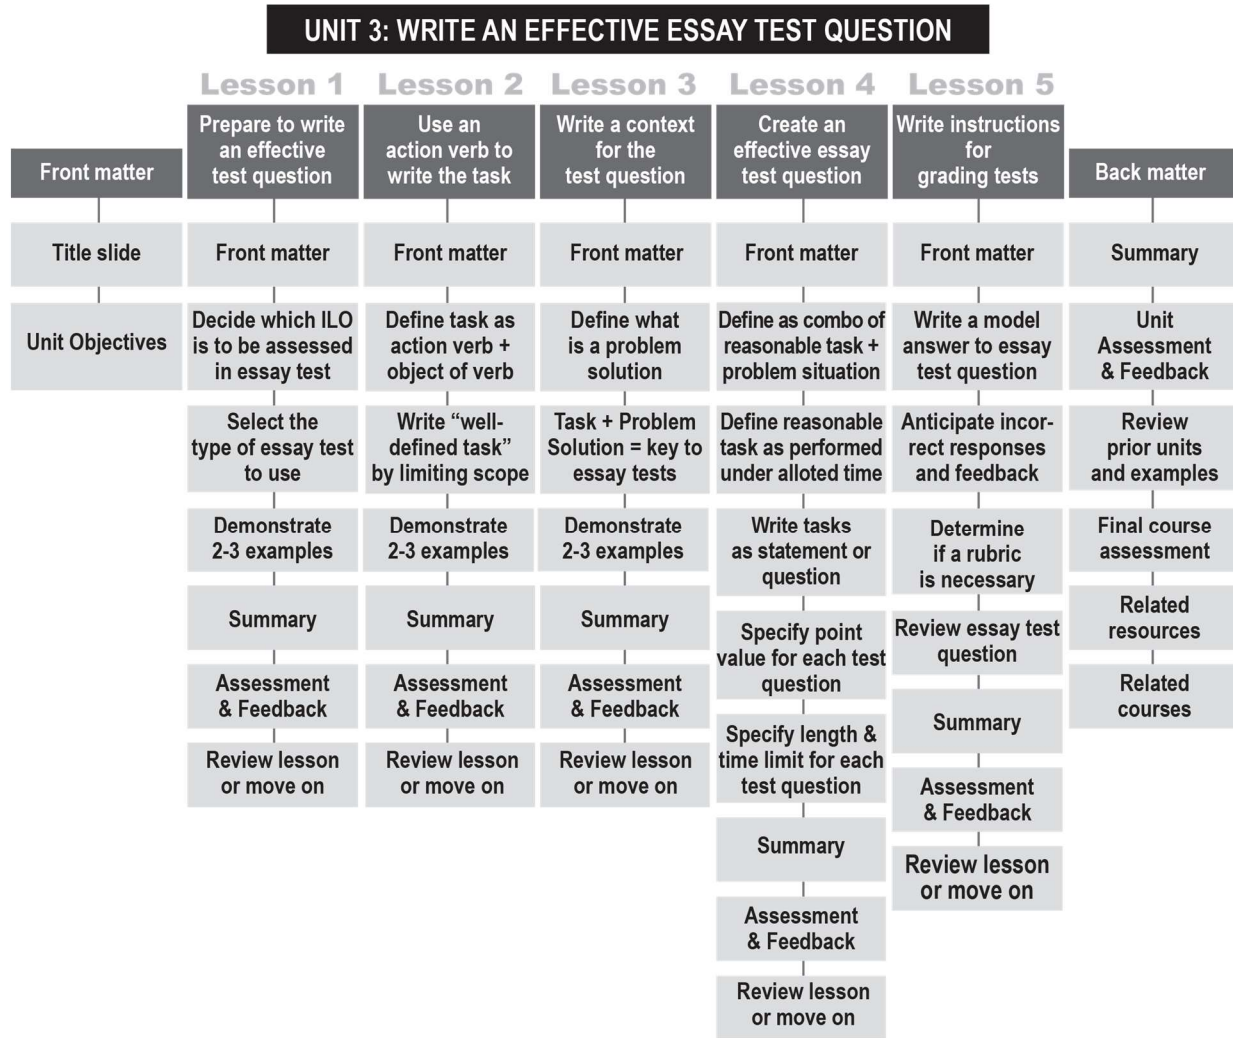 UNIT 3: WRITE AN EFFECTIVE ESSAY TEST QUESTION
Front matter
Title slide
Unit Objectives
Lesson 1
Prepare to write
an effective
test question
Front matter
Decide which ILO
is to be assessed
in essay test
Select the
type of essay test
to use
Demonstrate
2-3 examples
Summary
Assessment
& Feedback
Review lesson
or move on
Lesson 2
Use an
action verb to
write the task
Front matter
Define task as
action verb +
object of verb
Write “well-
defined task”
by limiting scope
Demonstrate
2-3 examples
Summary
Assessment
& Feedback
Review lesson
or move on
Lesson 3
Write a context
for the
test question
Front matter
Define what
is a problem
solution
Task + Problem
Solution = key to
essay tests
Demonstrate
2-3 examples
Summary
Assessment
& Feedback
Review lesson
or move on
Lesson 4
Create an
effective essay
test question
Front matter
Define as combo of
reasonable task +
problem situation
Define reasonable
task as performed
under alloted time
Write tasks
as statement or
question
Specify point
value for each test
question
Specify length &
time limit for each
test question
Summary
Assessment
& Feedback
Review lesson
or move on
Lesson 5
Write instructions
for
grading tests
Front matter
Write a model
answer to essay
test question
Anticipate incor-
rect responses
and feedback
Determine
if a rubric
is necessary
Review essay test
question
Summary
Assessment
& Feedback
Review lesson
or move on
Back matter
Summary
Unit
Assessment
& Feedback
Review
prior units
and examples
Final course
assessment
Related
resources
Related
courses